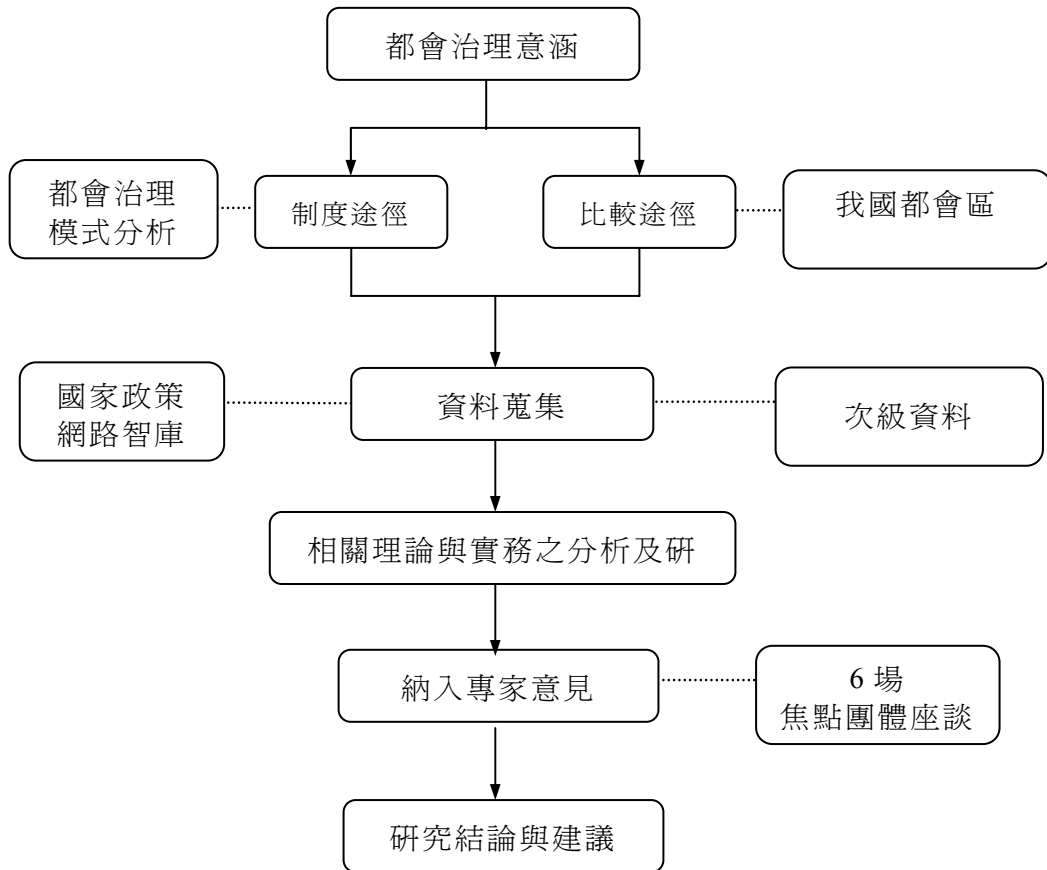 都會治理意涵
都會治理
模式分析
制度途徑
比較途徑
我國都會區
國家政策
網路智庫
資料蒐集
次級資料
相關理論與實務之分析及研
納入專家意見
6 場
焦點團體座談
研究結論與建議